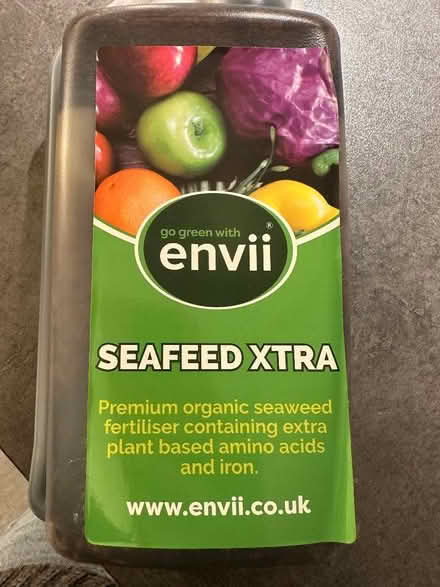 go green with
envii®
SEAFEED XTRA
Premium organic seaweed
fertiliser containing extra
plant based amino acids
and iron.
www.envii.co.uk